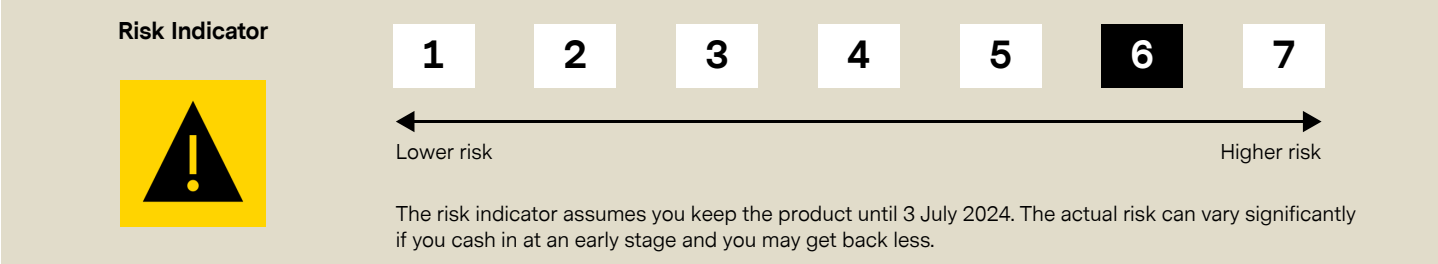 Risk Indicator
1 2 3 4 5 6 7
Lower risk Higher risk
The risk indicator assumes you keep the product until 3 July 2024. The actual risk can vary significantly
if you cash in at an early stage and you may get back less.